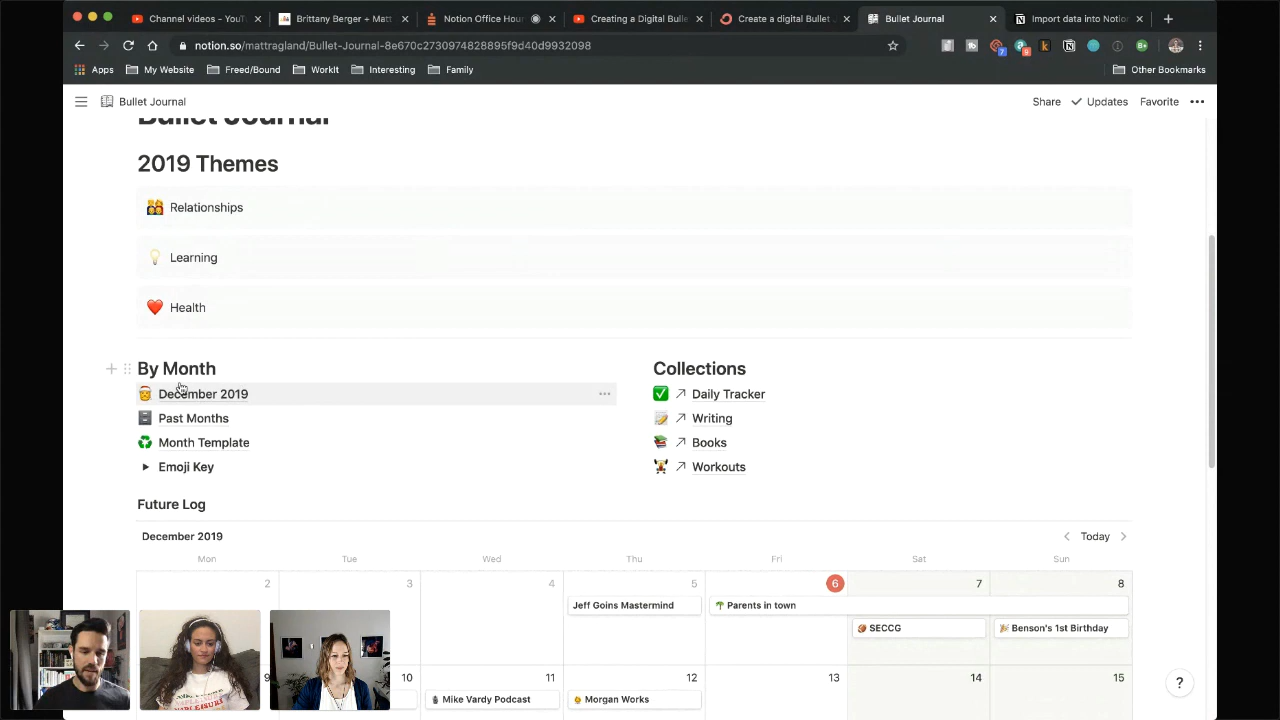 Channel videos - YouT
Brittany Berger + Matt
Notion Office Hour
Creating a Digital Bulle
Create a digital Bullet
Bullet Journal
Import data into Notio
notion.so/mattragland/Bullet-Journal-8e670c2730974828895f9d40d9932098
Apps
My Website
Freed/Bound
WorkIt
Interesting
Family
Other Bookmarks
Bullet Journal
Share
Updates
Favorite
Bullet Journal
2019 Themes
Relationships
Learning
Health
By Month
December 2019
Past Months
Month Template
Emoji Key
Collections
Daily Tracker
Writing
Books
Workouts
Future Log
December 2019
Today
Mon Tue Wed Thu Fri Sat Sun
2 3 4 5 6 7 8
Jeff Goins Mastermind
Parents in town
SECCG
Benson's 1st Birthday
9 10 11 12 13 14 15
Mike Vardy Podcast
Morgan Works
?